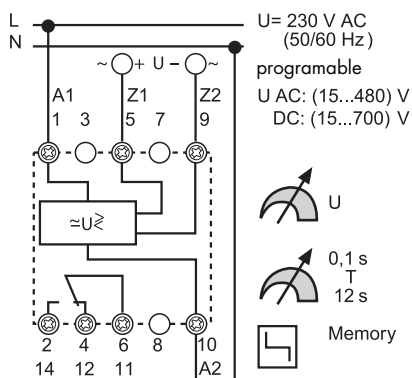 L
N
U= 230 V AC
(50/60 Hz)
~ + U - ~
programable
A1 Z1 Z2
1 3 5 7 9
U AC: (15...480) V
DC: (15...700) V
≃U≷
U
0,1 s
T
12 s
Memory
2 4 6 8 10
14 12 11 A2